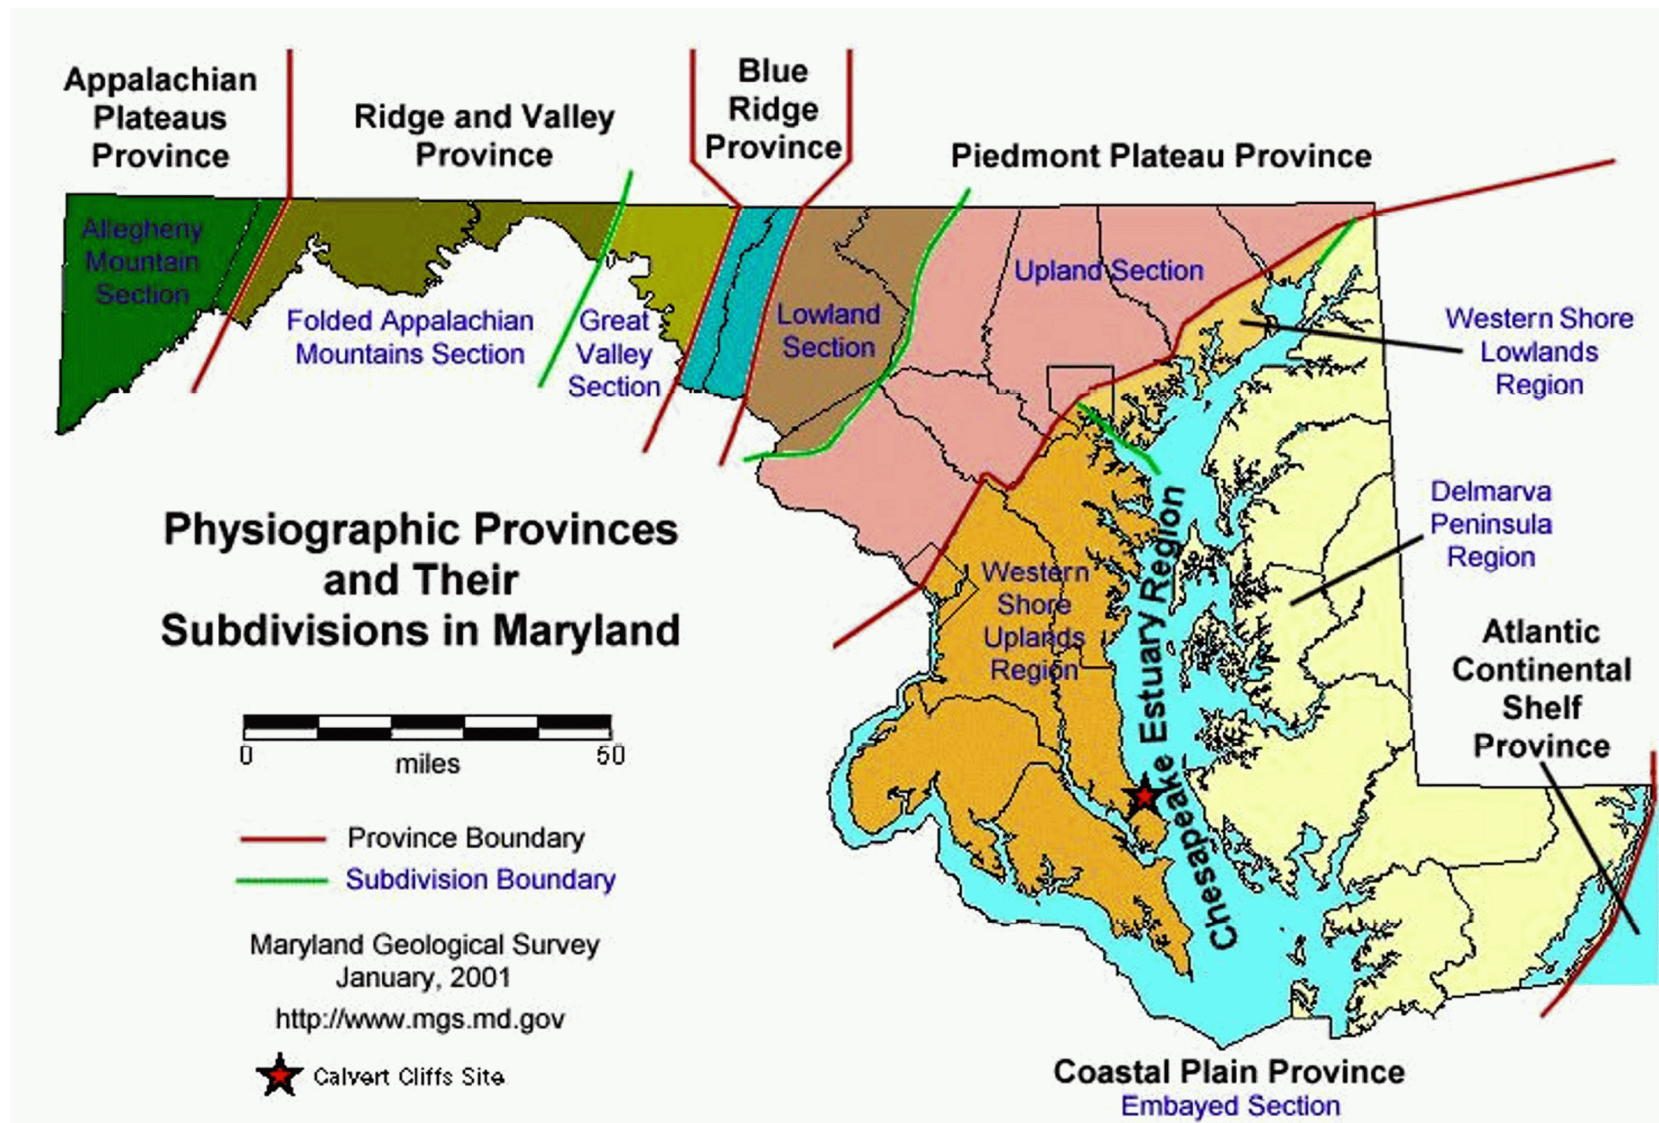 Appalachian
Plateaus
Province
Ridge and Valley
Province
Blue
Ridge
Province
Piedmont Plateau Province
Allegheny
Mountain
Section
Folded Appalachian
Mountains Section
Great
Valley
Section
Lowland
Section
Upland Section
Western Shore
Lowlands
Region
Delmarva
Peninsula
Region
Western
Shore
Uplands
Region
Chesapeake Estuary Region
Atlantic
Continental
Shelf
Province
Physiographic Provinces
and Their
Subdivisions in Maryland
0 50
miles
Province Boundary
Subdivision Boundary
Maryland Geological Survey
January, 2001
http://www.mgs.md.gov
Calvert Cliffs Site
Coastal Plain Province
Embayed Section